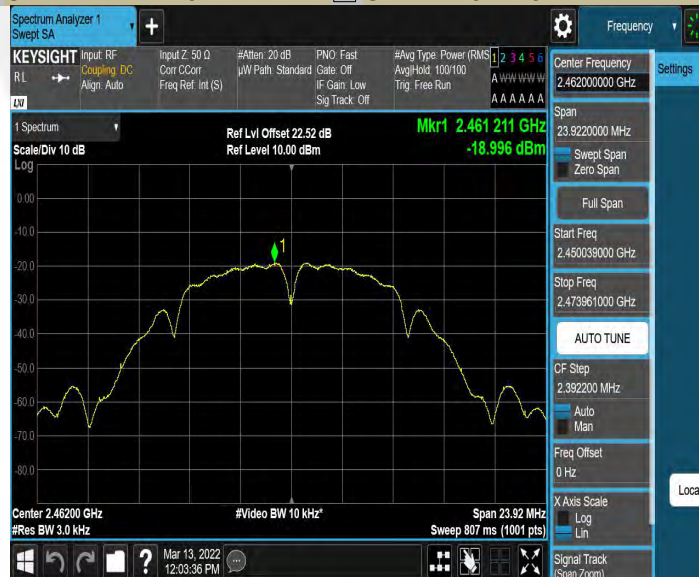 Spectrum Analyzer 1
Swept SA
+
Frequency
KEYSIGHT
RL
LXI
Input: RF
Coupling: DC
Align: Auto
Input Z: 50 Ω
Corr CCorr
Freq Ref: Int (S)
#Atten: 20 dB
µW Path: Standard
PNO: Fast
Gate: Off
IF Gain: Low
Sig Track: Off
#Avg Type: Power (RMS
Avg|Hold: 100/100
Trig: Free Run
1 2 3 4 5 6
A W W W W W
A A A A A A
1 Spectrum
Scale/Div 10 dB
Log
Ref Lvl Offset 22.52 dB
Ref Level 10.00 dBm
Mkr1 2.461 211 GHz
-18.996 dBm
0.00
-10.0
-20.0
-30.0
-40.0
-50.0
-60.0
-70.0
-80.0
1
Center 2.46200 GHz
#Res BW 3.0 kHz
#Video BW 10 kHz*
Span 23.92 MHz
Sweep 807 ms (1001 pts)
Mar 13, 2022
12:03:36 PM
?
Center Frequency
2.462000000 GHz
Settings
Span
23.9220000 MHz
Swept Span
Zero Span
Full Span
Start Freq
2.450039000 GHz
Stop Freq
2.473961000 GHz
AUTO TUNE
CF Step
2.392200 MHz
Auto
Man
Freq Offset
0 Hz
X Axis Scale
Log
Lin
Loca
Signal Track
(Span Zoom)